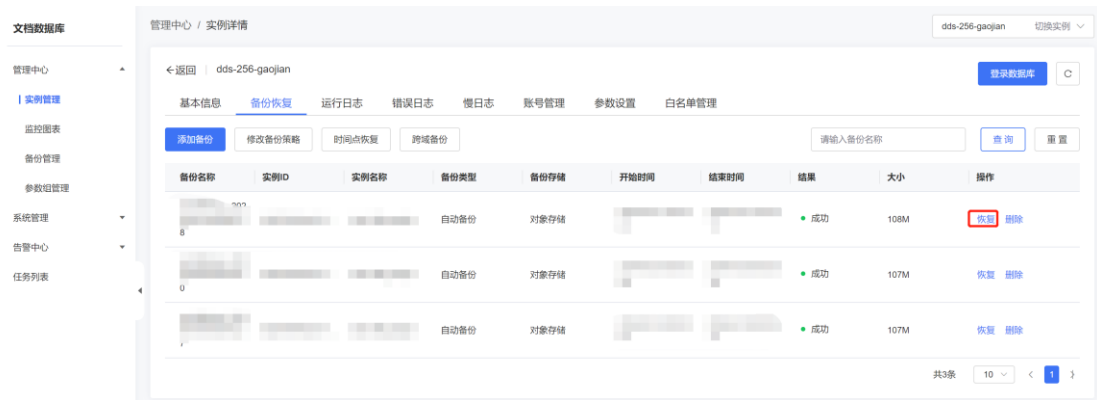 文档数据库
管理中心 / 实例详情
dds-256-gaojian 切换实例
管理中心
实例管理
监控图表
备份管理
参数组管理
系统管理
告警中心
任务列表
←返回 dds-256-gaojian
登录数据库
基本信息 备份恢复 运行日志 错误日志 慢日志 账号管理 参数设置 白名单管理
添加备份 修改备份策略 时间点恢复 跨域备份 请输入备份名称 查询 重置
备份名称 实例ID 实例名称 备份类型 备份存储 开始时间 结束时间 结果 大小 操作
8 自动备份 对象存储 成功 108M 恢复 删除
0 自动备份 对象存储 成功 107M 恢复 删除
自动备份 对象存储 成功 107M 恢复 删除
共3条 10 1